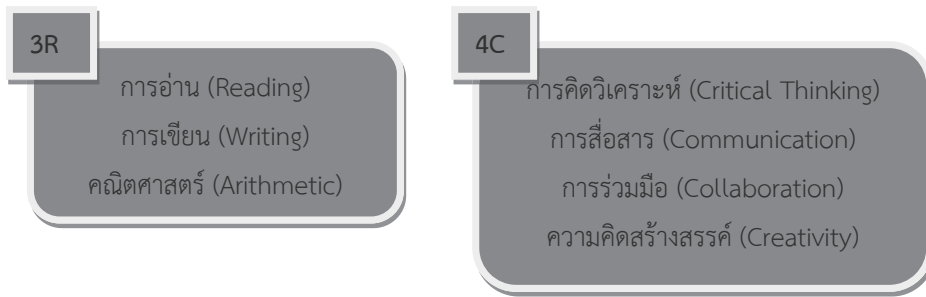 3R
การอ่าน (Reading)
การเขียน (Writing)
คณิตศาสตร์ (Arithmetic)
4C
การคิดวิเคราะห์ (Critical Thinking)
การสื่อสาร (Communication)
การร่วมมือ (Collaboration)
ความคิดสร้างสรรค์ (Creativity)